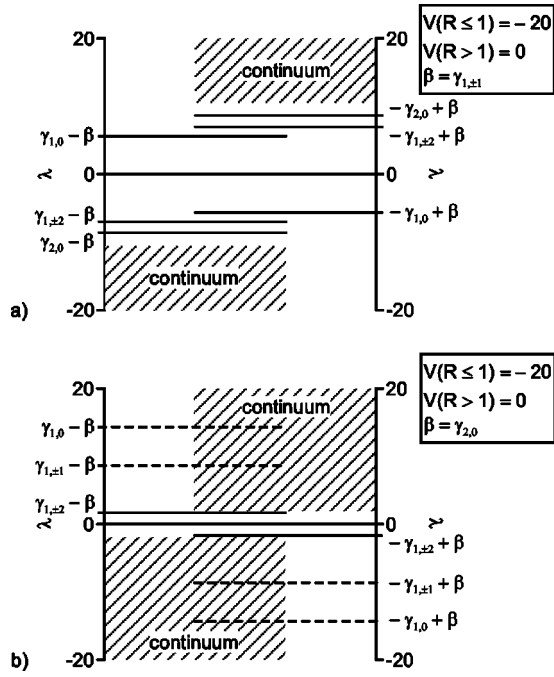 20
continuum
V(R ≤ 1) = − 20
V(R > 1) = 0
β = γ₁,±₁
20
− γ₂,₀ + β
γ₁,₀ − β
− γ₁,±₂ + β
λ
0
0
γ₁,±₂ − β
− γ₁,₀ + β
γ₂,₀ − β
continuum
a)
-20
-20
20
continuum
20
V(R ≤ 1) = − 20
V(R > 1) = 0
β = γ₂,₀
γ₁,₀ − β
γ₁,±₁ − β
γ₁,±₂ − β
λ
0
0
− γ₁,±₂ + β
− γ₁,±₁ + β
− γ₁,₀ + β
continuum
b)
-20
-20